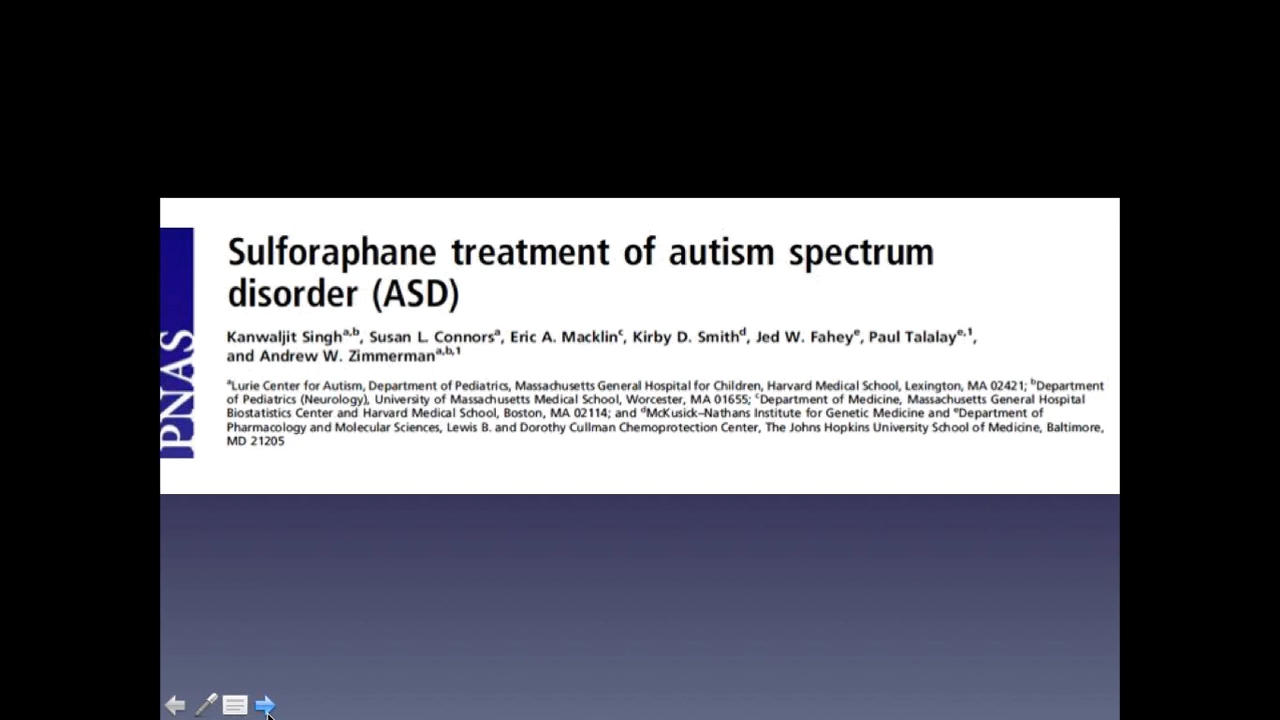 PNAS
Sulforaphane treatment of autism spectrum
disorder (ASD)
Kanwaljit Singha,b, Susan L. Connorsa, Eric A. Macklinc, Kirby D. Smithd, Jed W. Faheye, Paul Talalaye,1,
and Andrew W. Zimmermana,b,1
aLurie Center for Autism, Department of Pediatrics, Massachusetts General Hospital for Children, Harvard Medical School, Lexington, MA 02421; bDepartment
of Pediatrics (Neurology), University of Massachusetts Medical School, Worcester, MA 01655; cDepartment of Medicine, Massachusetts General Hospital
Biostatistics Center and Harvard Medical School, Boston, MA 02114; and dMcKusick–Nathans Institute for Genetic Medicine and eDepartment of
Pharmacology and Molecular Sciences, Lewis B. and Dorothy Cullman Chemoprotection Center, The Johns Hopkins University School of Medicine, Baltimore,
MD 21205